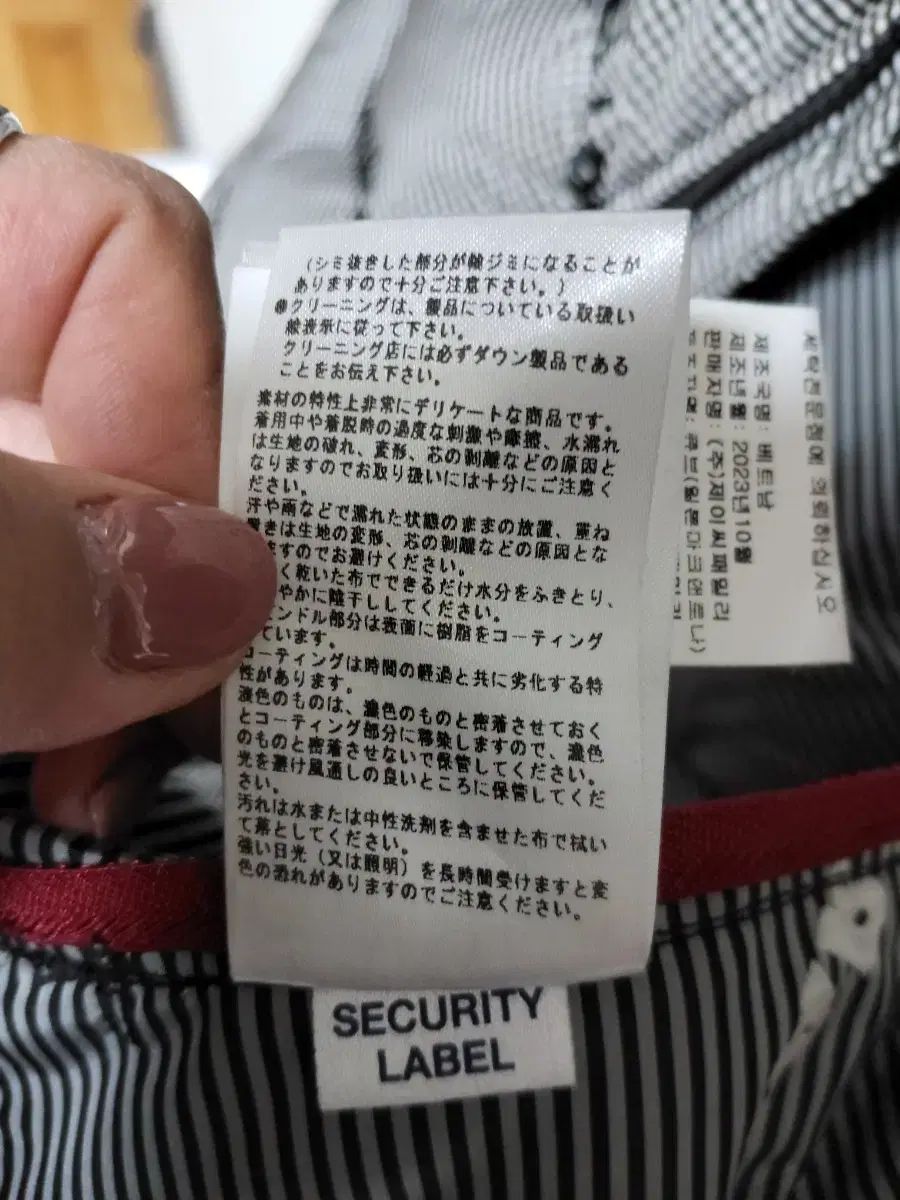 (シミ抜きした部分が輪ジミになることが
ありますので十分ご注意下さい。)
●クリーニングは、製品についている取扱い
絵表示に従って下さい。
クリーニング店には必ずダウン製品である
ことをお伝え下さい。
素材の特性上非常にデリケートな商品です。
着用中や着脱時の過度な刺激や摩擦、水濡れ
は生地の破れ、変形、芯の剥離などの原因と
なりますのでお取り扱いには十分にご注意く
ださい。
汗や雨などで濡れた状態のままの放置、重ね
置きは生地の変形、芯の剥離などの原因とな
ますのでお避けください。
く乾いた布でできるだけ水分をふきとり、
やかに陰干ししてください。
ンドル部分は表面に樹脂をコーティング
ています。
コーティングは時間の経過と共に劣化する特
性があります。
淡色のものは、濃色のものと密着させておく
とコーティング部分に移染しますので、濃色
のものと密着させないで保管してください。
光を避け風通しの良いところに保管してくだ
さい。
汚れは水または中性洗剤を含ませた布で拭い
て落としてください。
強い日光(又は照明)を長時間受けますと変
色の恐れがありますのでご注意ください。
세탁전문점에 의뢰하십시오
제조국명: 베트남
제조년월: 2023년10월
판매자명: (주)제이씨패밀리
SECURITY
LABEL